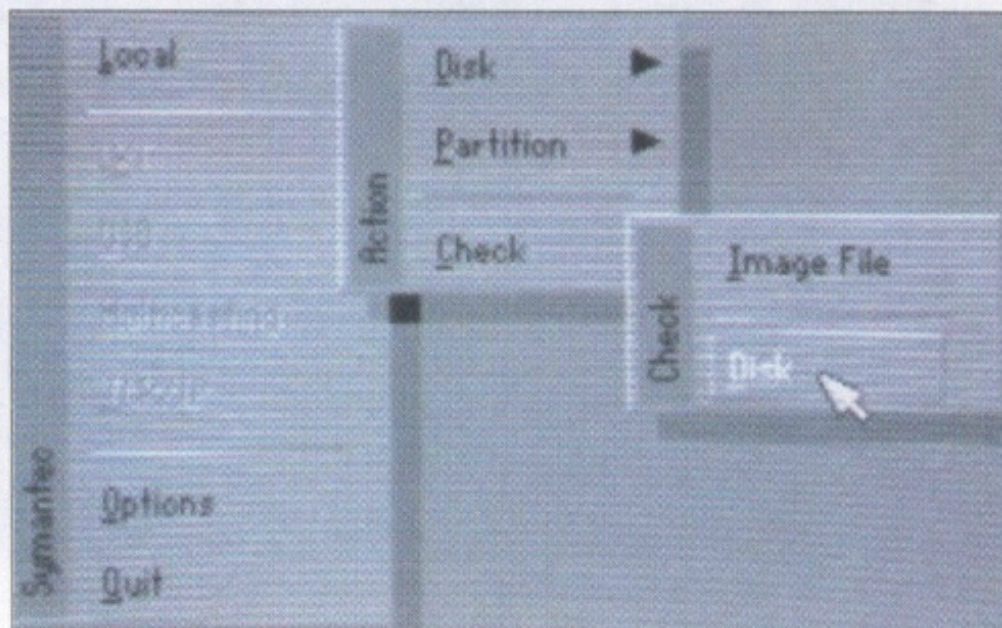 Local
Options
Quit
Symantec
Disk
Partition
Check
Action
Image File
Disk
Check